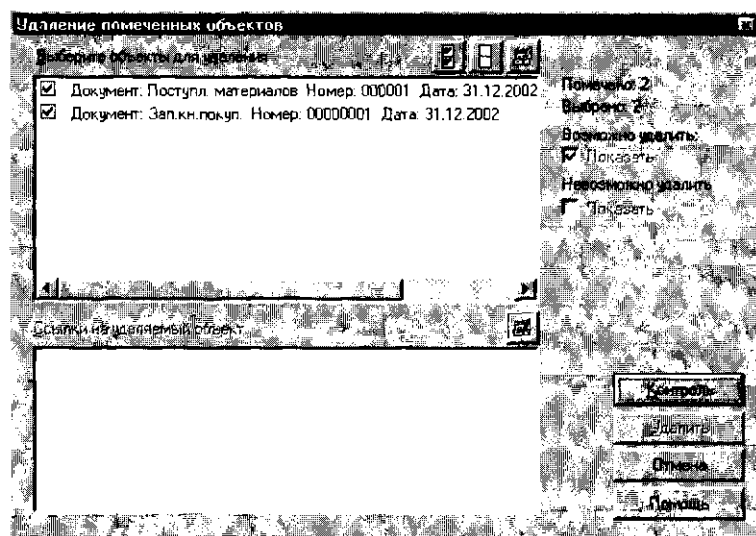 Удаление помеченных объектов
Выберите объекты для удаления
Документ: Поступл. материалов Номер: 000001 Дата: 31.12.2002
Документ: Зап.кн.покуп. Номер: 00000001 Дата: 31.12.2002
Помечено: 2
Выбрано: 2
Возможно удалить:
Показать
Невозможно удалить
Показать
Ссылки на удаляемый объект
Контроль
Удалить
Отмена
Помощь